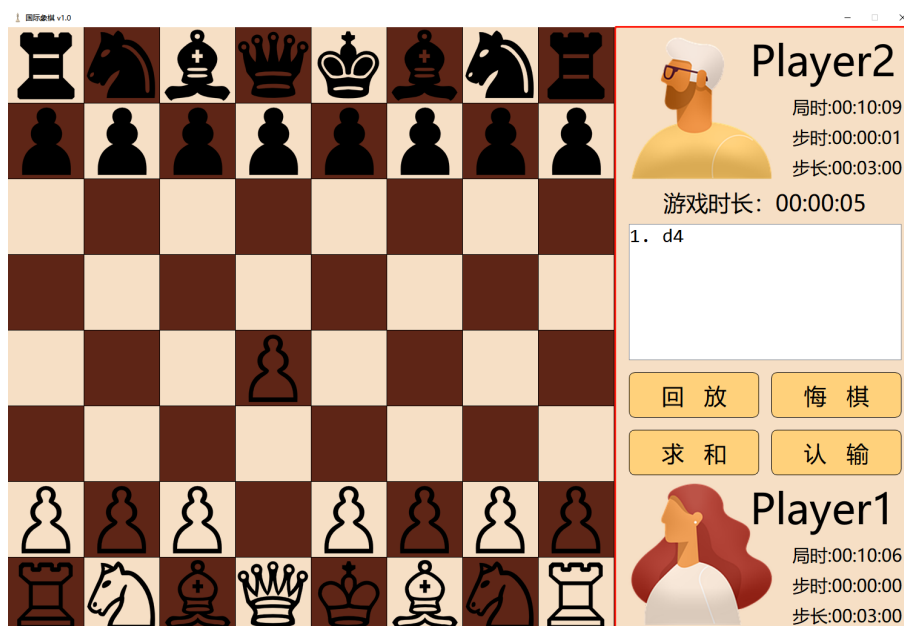 国际象棋 v1.0
Player2
局时:00:10:09
步时:00:00:01
步长:00:03:00
游戏时长：00:00:05
1. d4
回 放
悔 棋
求 和
认 输
Player1
局时:00:10:06
步时:00:00:00
步长:00:03:00